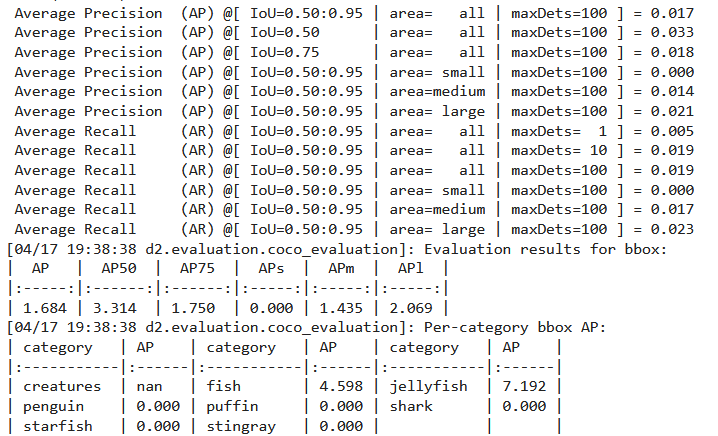 Average Precision  (AP) @[ IoU=0.50:0.95 | area=   all | maxDets=100 ] = 0.017
Average Precision  (AP) @[ IoU=0.50      | area=   all | maxDets=100 ] = 0.033
Average Precision  (AP) @[ IoU=0.75      | area=   all | maxDets=100 ] = 0.018
Average Precision  (AP) @[ IoU=0.50:0.95 | area= small | maxDets=100 ] = 0.000
Average Precision  (AP) @[ IoU=0.50:0.95 | area=medium | maxDets=100 ] = 0.014
Average Precision  (AP) @[ IoU=0.50:0.95 | area= large | maxDets=100 ] = 0.021
Average Recall     (AR) @[ IoU=0.50:0.95 | area=   all | maxDets=  1 ] = 0.005
Average Recall     (AR) @[ IoU=0.50:0.95 | area=   all | maxDets= 10 ] = 0.019
Average Recall     (AR) @[ IoU=0.50:0.95 | area=   all | maxDets=100 ] = 0.019
Average Recall     (AR) @[ IoU=0.50:0.95 | area= small | maxDets=100 ] = 0.000
Average Recall     (AR) @[ IoU=0.50:0.95 | area=medium | maxDets=100 ] = 0.017
Average Recall     (AR) @[ IoU=0.50:0.95 | area= large | maxDets=100 ] = 0.023
[04/17 19:38:38 d2.evaluation.coco_evaluation]: Evaluation results for bbox:
|  AP   |  AP50  |  AP75  |  APs  |  APm  |  APl  |
|:-----:|:------:|:------:|:-----:|:-----:|:-----:|
| 1.684 | 3.314  | 1.750  | 0.000 | 1.435 | 2.069 |
[04/17 19:38:38 d2.evaluation.coco_evaluation]: Per-category bbox AP:
| category   | AP    | category   | AP    | category   | AP    |
|:-----------|:------|:-----------|:------|:-----------|:------|
| creatures  | nan   | fish       | 4.598 | jellyfish  | 7.192 |
| penguin    | 0.000 | puffin     | 0.000 | shark      | 0.000 |
| starfish   | 0.000 | stingray   | 0.000 |            |       |